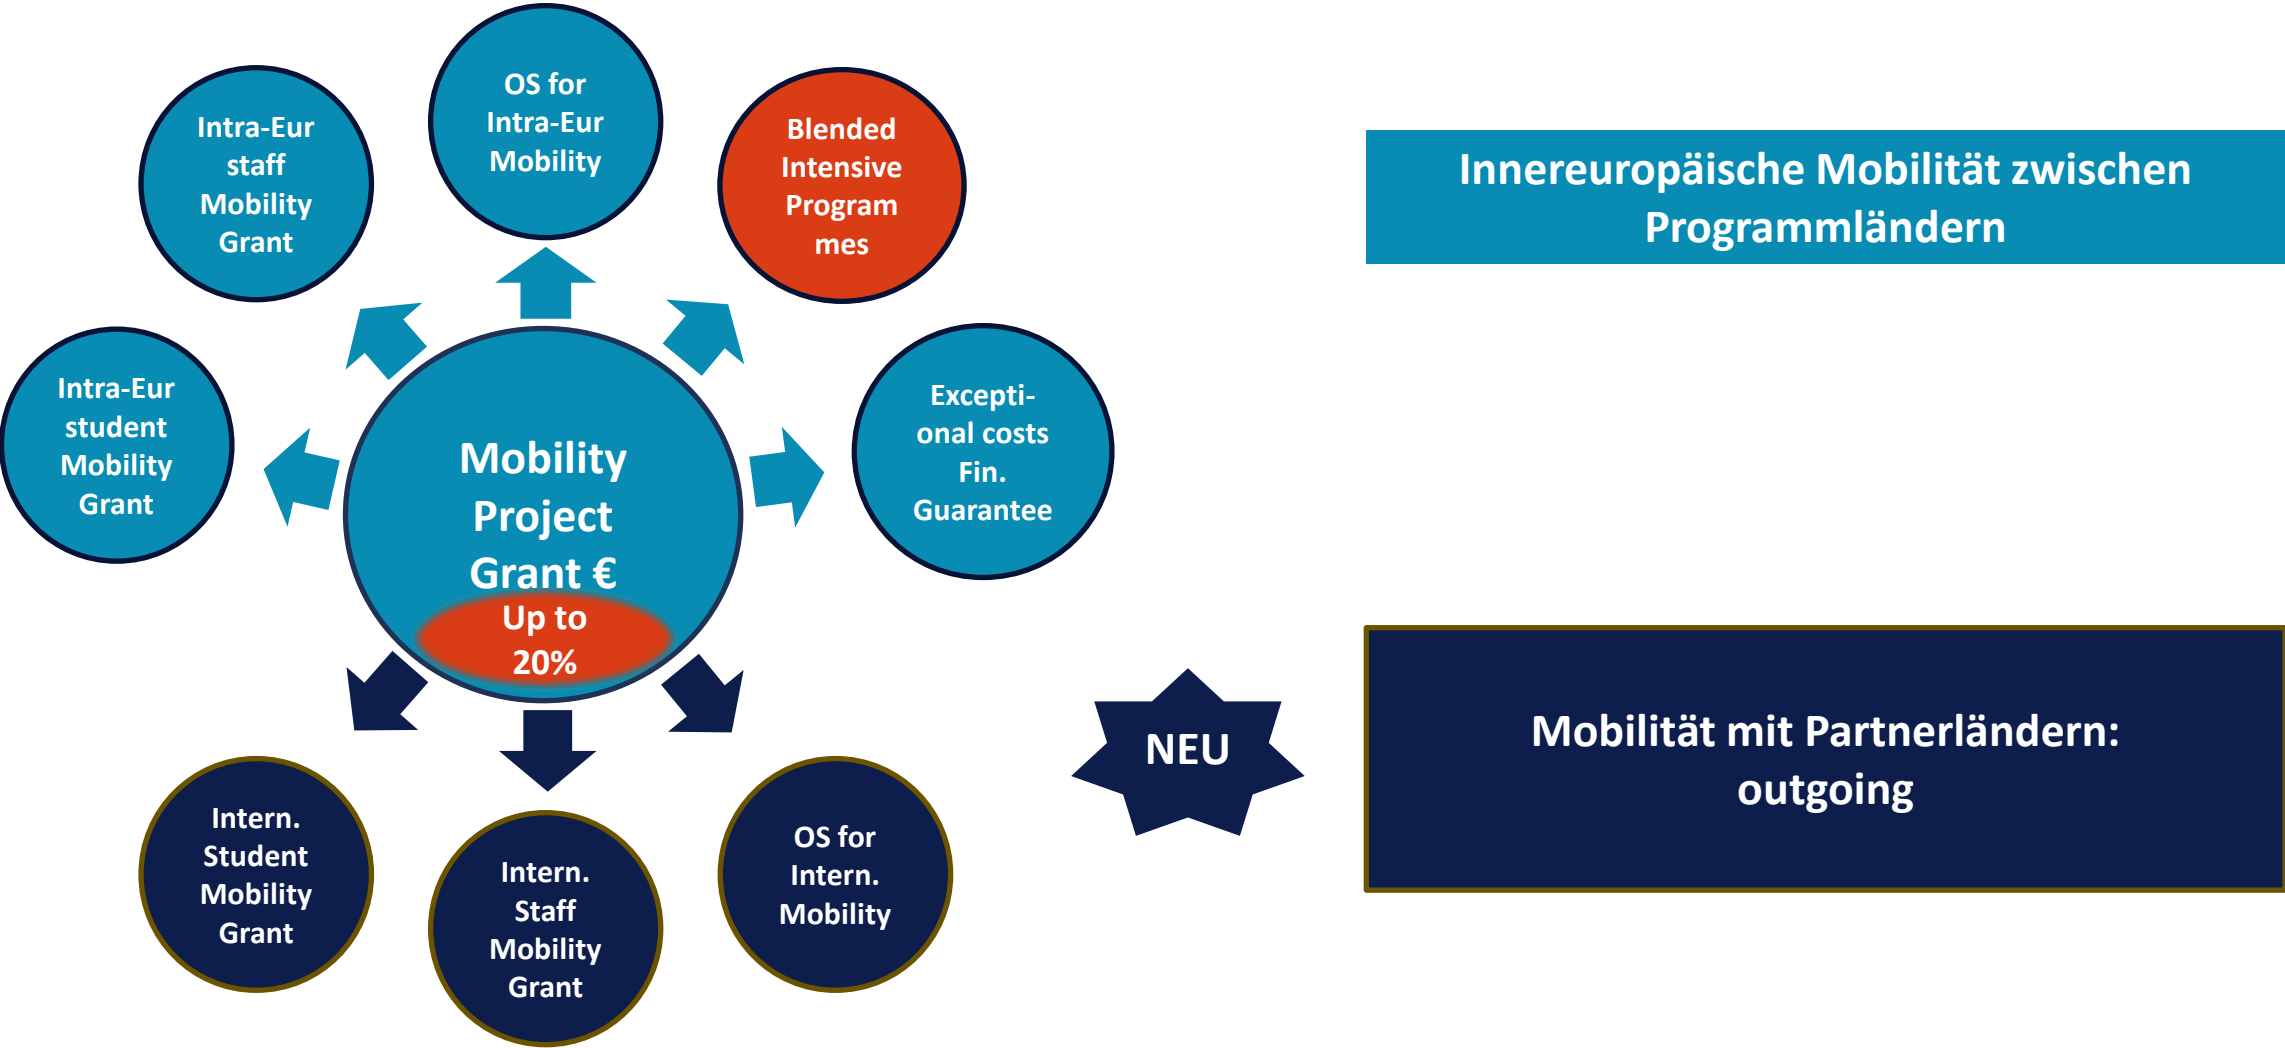 OS for
Intra-Eur
Mobility
Intra-Eur
staff
Mobility
Grant
Blended
Intensive
Program
mes
Innereuropäische Mobilität zwischen
Programmländern
Intra-Eur
student
Mobility
Grant
Excepti-
onal costs
Fin.
Guarantee
Mobility
Project
Grant €
Up to
20%
NEU
Mobilität mit Partnerländern:
outgoing
Intern.
Student
Mobility
Grant
Intern.
Staff
Mobility
Grant
OS for
Intern.
Mobility